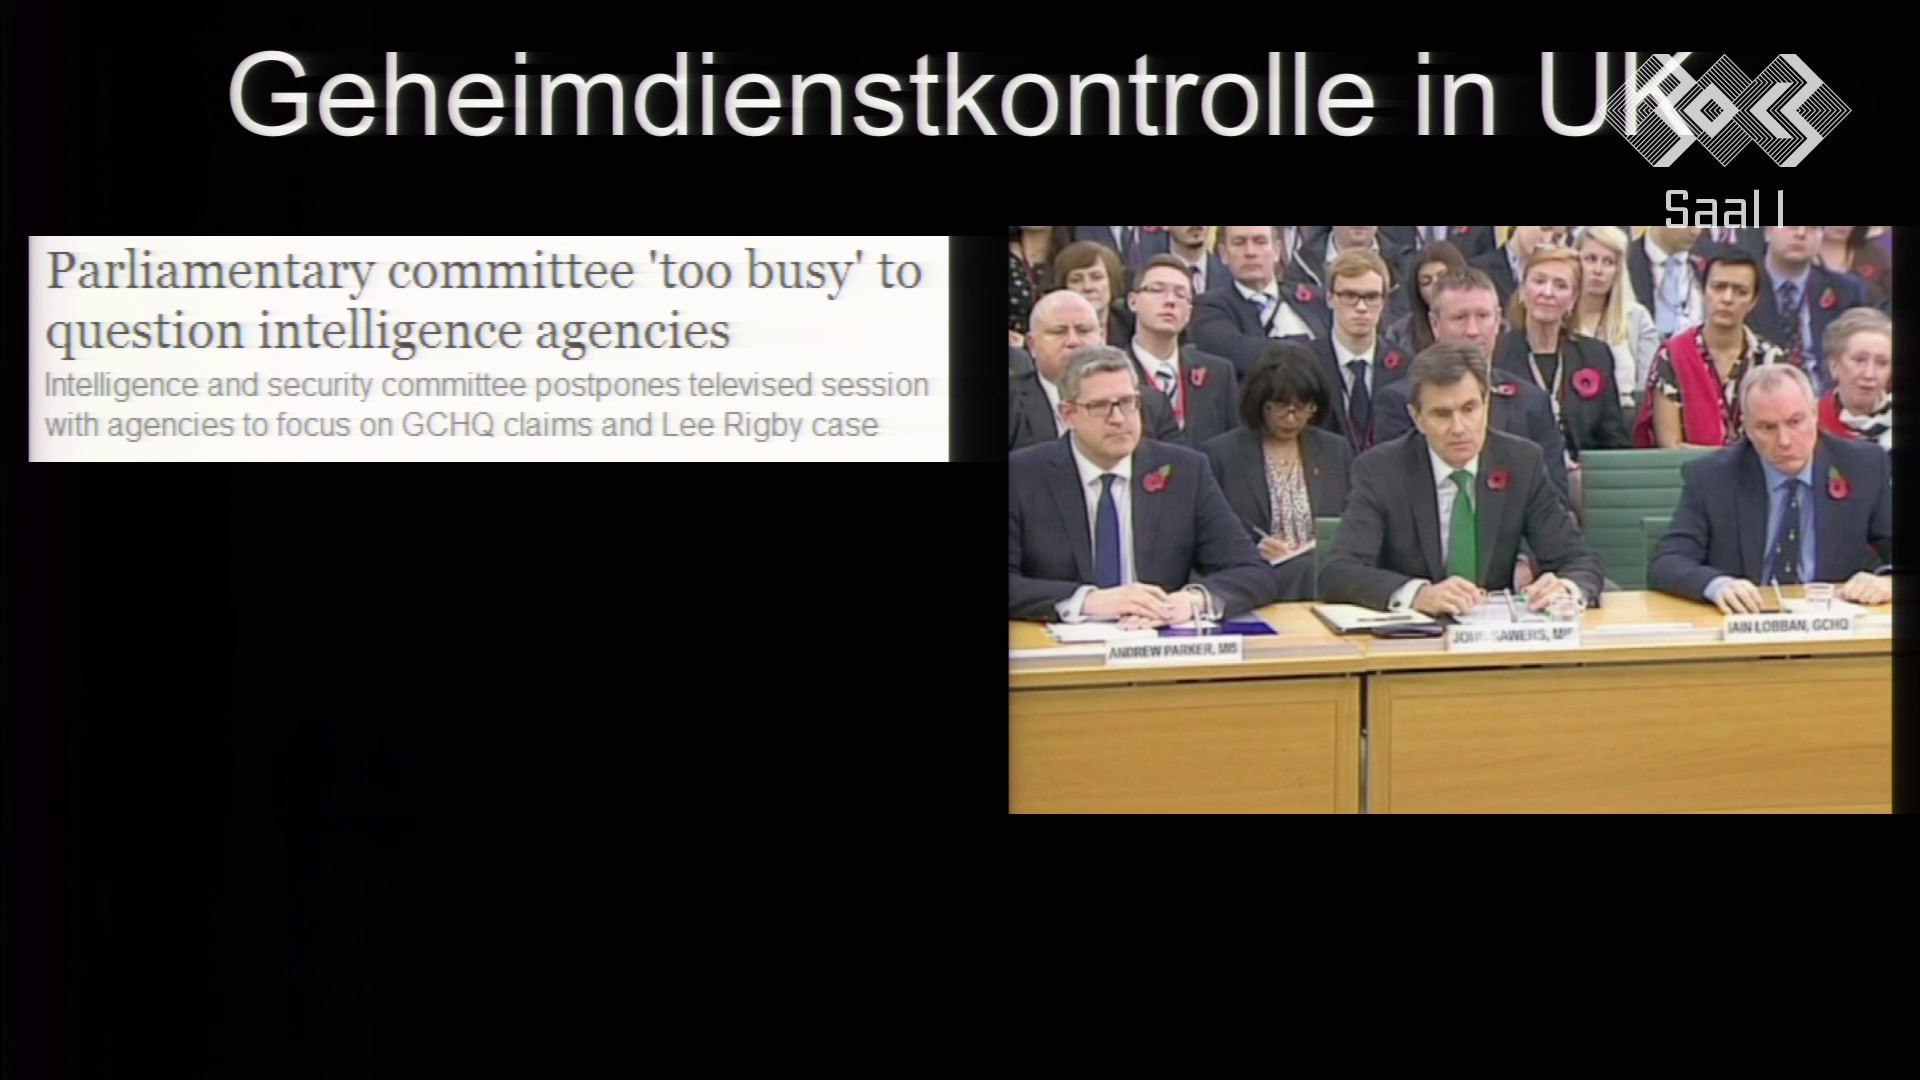 Geheimdienstkontrolle in UK
Saal 1
Parliamentary committee 'too busy' to
question intelligence agencies
Intelligence and security committee postpones televised session
with agencies to focus on GCHQ claims and Lee Rigby case
ANDREW PARKER, MI5
JOHN SAWERS, MI6
IAIN LOBBAN, GCHQ